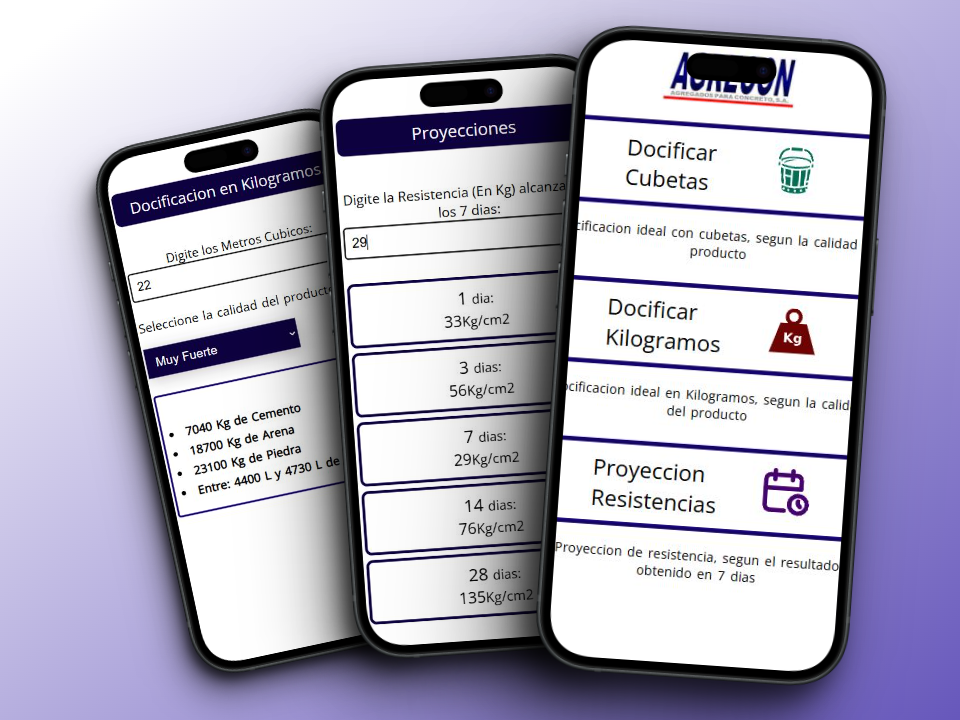 Docificacion en Kilogramos
Digite los Metros Cubicos:
22
Seleccione la calidad del producto
Muy Fuerte
7040 Kg de Cemento
18700 Kg de Arena
23100 Kg de Piedra
Entre: 4400 L y 4730 L de
Proyecciones
Digite la Resistencia (En Kg) alcanza
los 7 dias:
29
1 dia:
33Kg/cm2
3 dias:
56Kg/cm2
7 dias:
29Kg/cm2
14 dias:
76Kg/cm2
28 dias:
135Kg/cm2
AGREGADOS PARA CONCRETO, S.A.
Docificar
Cubetas
cificacion ideal con cubetas, segun la calidad
producto
Docificar
Kilogramos
Kg
ocificacion ideal en Kilogramos, segun la calid
del producto
Proyeccion
Resistencias
Proyeccion de resistencia, segun el resultado
obtenido en 7 dias